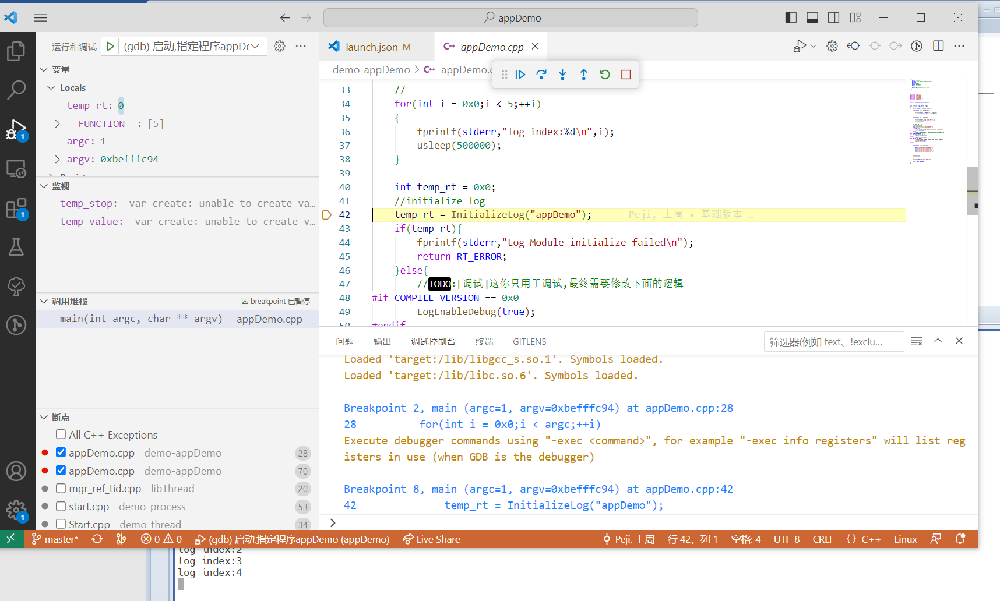 appDemo
运行和调试
(gdb) 启动,指定程序appDe
launch.json M
appDemo.cpp
变量
Locals
temp_rt: 0
__FUNCTION__: [5]
argc: 1
argv: 0xbefffc94
Registers
监视
temp_stop: -var-create: unable to create va…
temp_value: -var-create: unable to create v…
调用堆栈
因 breakpoint 已暂停
main(int argc, char ** argv) appDemo.cpp
断点
All C++ Exceptions
appDemo.cpp demo-appDemo 28
appDemo.cpp demo-appDemo 70
mgr_ref_tid.cpp libThread 20
start.cpp demo-process 53
Start.cpp demo-thread 34
demo-appDemo > appDemo.c
33 //
34 for(int i = 0x0;i < 5;++i)
35 {
36 fprintf(stderr,"log index:%d\n",i);
37 usleep(500000);
38 }
39
40 int temp_rt = 0x0;
41 //initialize log
42 temp_rt = InitializeLog("appDemo"); Peji, 上周 • 基础版本 …
43 if(temp_rt){
44 fprintf(stderr,"Log Module initialize failed\n");
45 return RT_ERROR;
46 }else{
47 //TODO:[调试]这你只用于调试,最终需要修改下面的逻辑
48 #if COMPILE_VERSION == 0x0
49 LogEnableDebug(true);
50 #endif
问题 输出 调试控制台 终端 GITLENS
筛选器(例如 text、!exclu...
Loaded 'target:/lib/libgcc_s.so.1'. Symbols loaded.
Loaded 'target:/lib/libc.so.6'. Symbols loaded.
Breakpoint 2, main (argc=1, argv=0xbefffc94) at appDemo.cpp:28
28 for(int i = 0x0;i < argc;++i)
Execute debugger commands using "-exec <command>", for example "-exec info registers" will list reg
isters in use (when GDB is the debugger)
Breakpoint 8, main (argc=1, argv=0xbefffc94) at appDemo.cpp:42
42 temp_rt = InitializeLog("appDemo");
>
master* 0 0 (gdb) 启动,指定程序appDemo (appDemo) Live Share Peji, 上周 行 42, 列 1 空格: 4 UTF-8 CRLF {} C++ Linux
log index:2
log index:3
log index:4